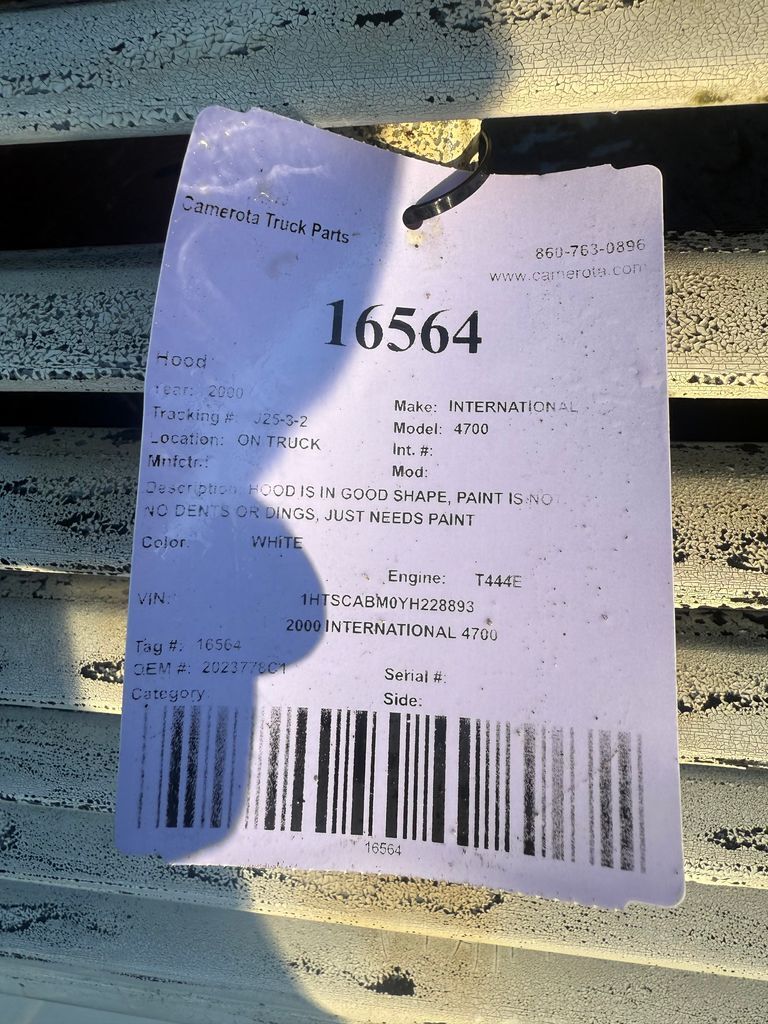 Camerota Truck Parts
860-763-0896
www.camerota.com
16564
Hood
Year: 2000
Make: INTERNATIONAL
Tracking #: J25-3-2
Model: 4700
Location: ON TRUCK
Int. #:
Mnfctr.:
Mod:
Description: HOOD IS IN GOOD SHAPE, PAINT IS NO
NO DENTS OR DINGS, JUST NEEDS PAINT
Color: WHITE
Engine: T444E
VIN: 1HTSCABM0YH228893
2000 INTERNATIONAL 4700
Tag #: 16564
OEM #: 2023778C1
Serial #:
Category:
Side:
16564